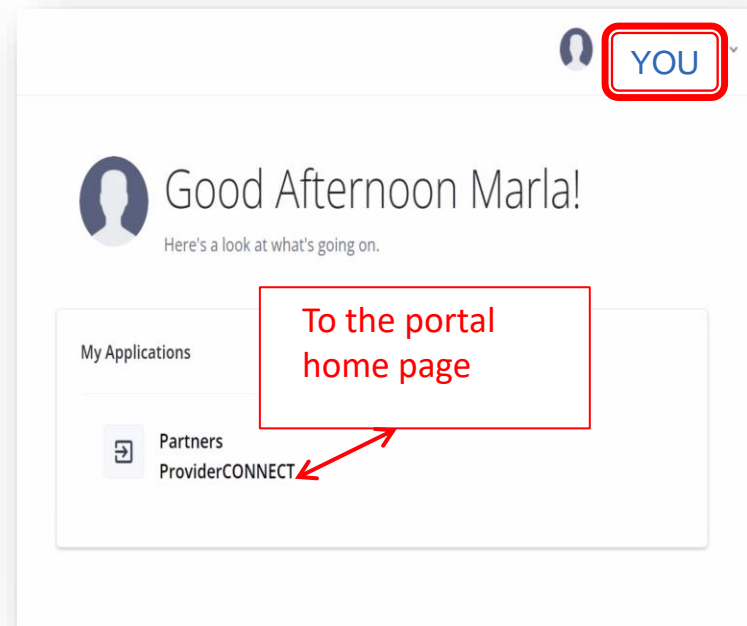 YOU
Good Afternoon Marla!
Here's a look at what's going on.
To the portal
home page
My Applications
Partners
ProviderCONNECT